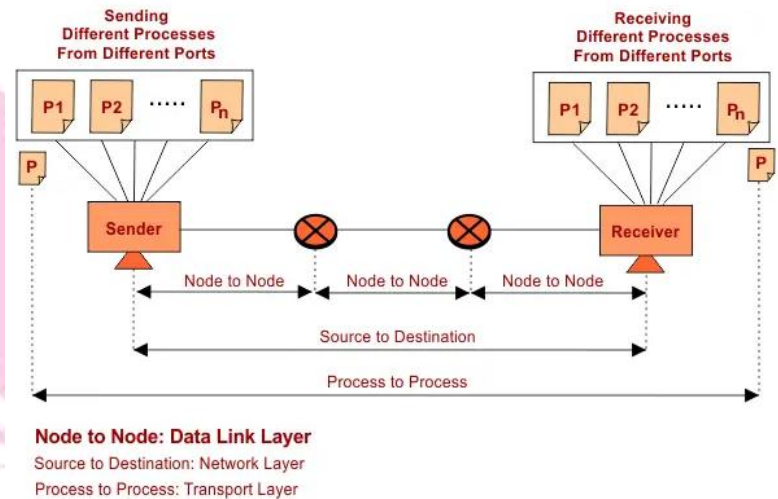 Sending
Different Processes
From Different Ports
Receiving
Different Processes
From Different Ports
P1 P2 ..... Pn
P1 P2 ..... Pn
P
P
Sender
Receiver
Node to Node
Node to Node
Node to Node
Source to Destination
Process to Process
Node to Node: Data Link Layer
Source to Destination: Network Layer
Process to Process: Transport Layer